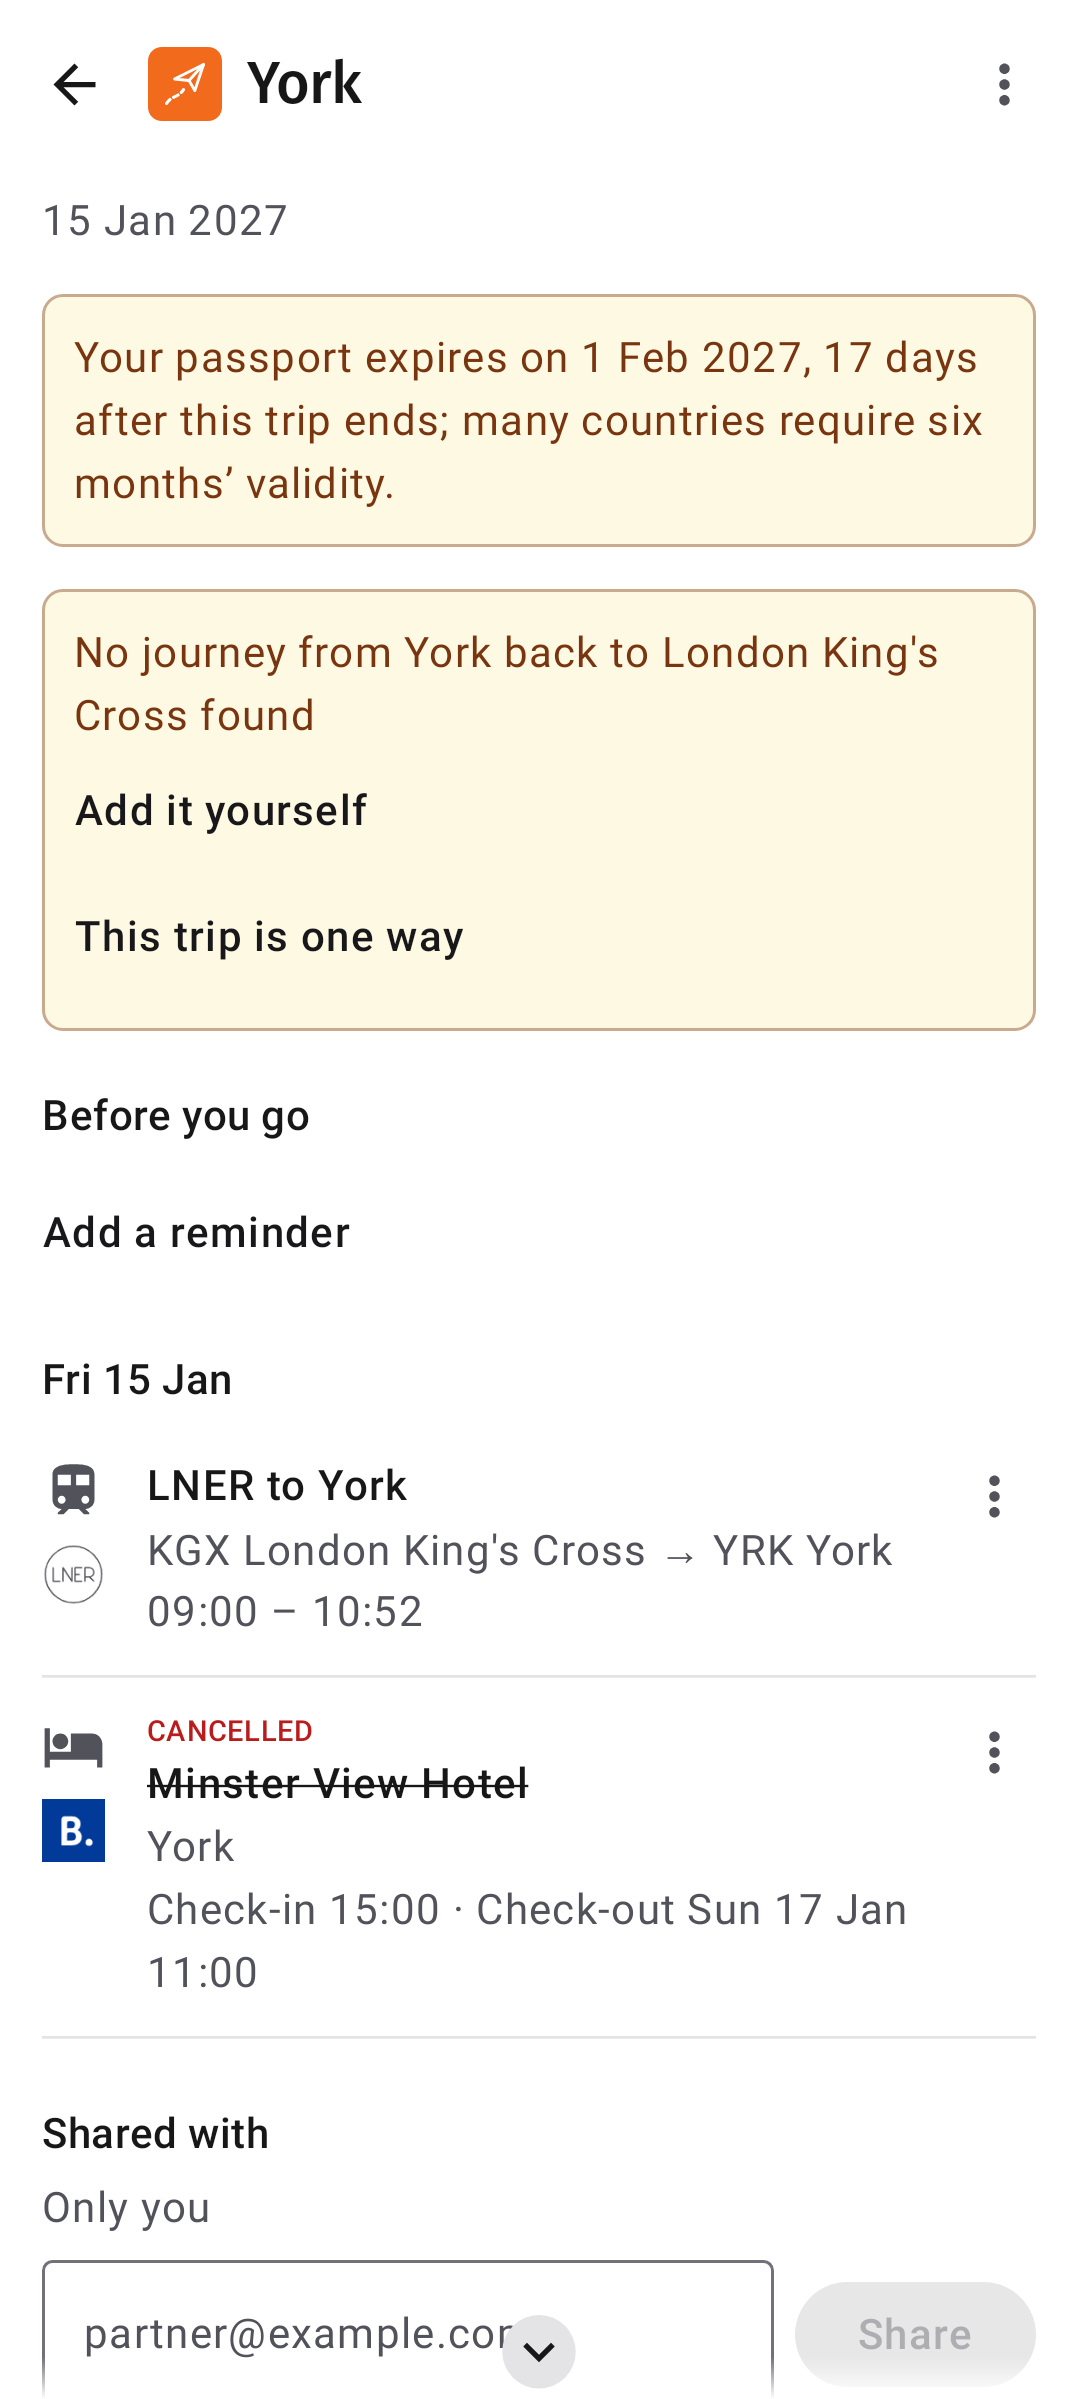 York
15 Jan 2027
Your passport expires on 1 Feb 2027, 17 days
after this trip ends; many countries require six
months’ validity.
No journey from York back to London King's
Cross found
Add it yourself
This trip is one way
Before you go
Add a reminder
Fri 15 Jan
LNER to York
KGX London King's Cross → YRK York
LNER
09:00 – 10:52
CANCELLED
Minster View Hotel
B.
York
Check-in 15:00 · Check-out Sun 17 Jan
11:00
Shared with
Only you
partner@example.com
Share